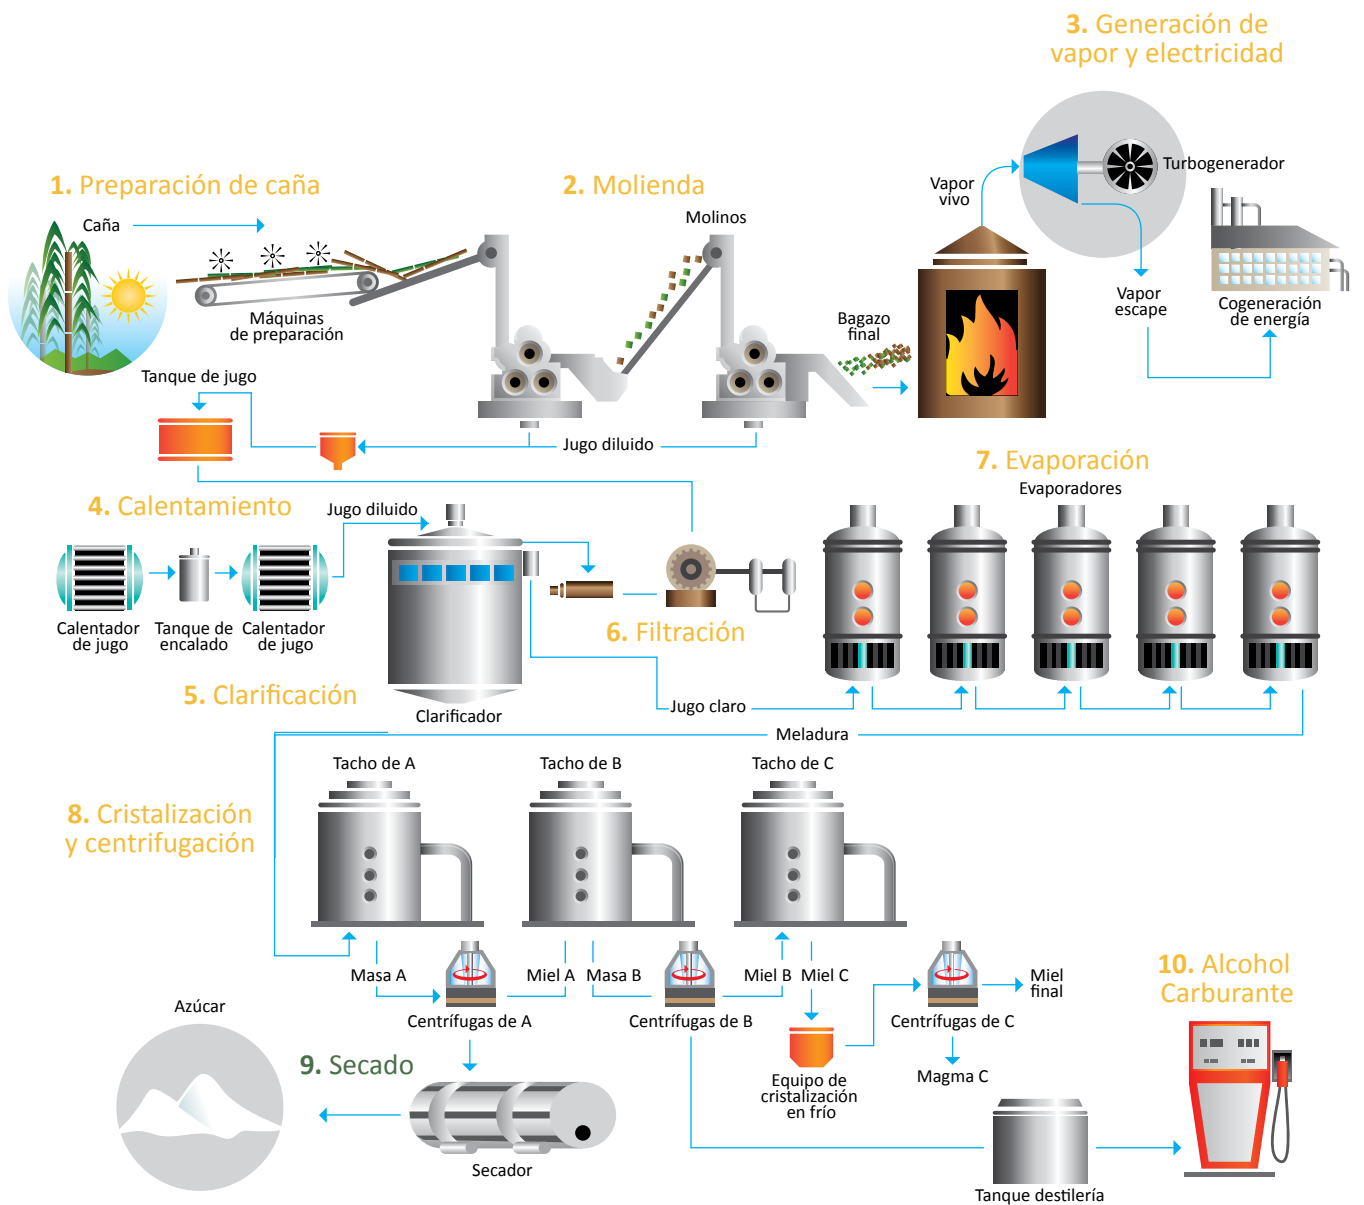 3. Generación de
vapor y electricidad
1. Preparación de caña
2. Molienda
Caña
Molinos
Vapor
vivo
Turbogenerador
Máquinas
de preparación
Bagazo
final
Vapor
escape
Cogeneración
de energía
Tanque de jugo
Jugo diluido
4. Calentamiento
Jugo diluido
7. Evaporación
Evaporadores
Calentador
de jugo
Tanque de
encalado
Calentador
de jugo
6. Filtración
5. Clarificación
Clarificador
Jugo claro
Meladura
Tacho de A
Tacho de B
Tacho de C
8. Cristalización
y centrifugación
Masa A
Miel A
Masa B
Miel B
Miel C
Miel
final
Centrífugas de A
Centrífugas de B
Centrífugas de C
10. Alcohol
Carburante
Azúcar
9. Secado
Equipo de
cristalización
en frío
Magma C
Secador
Tanque destilería